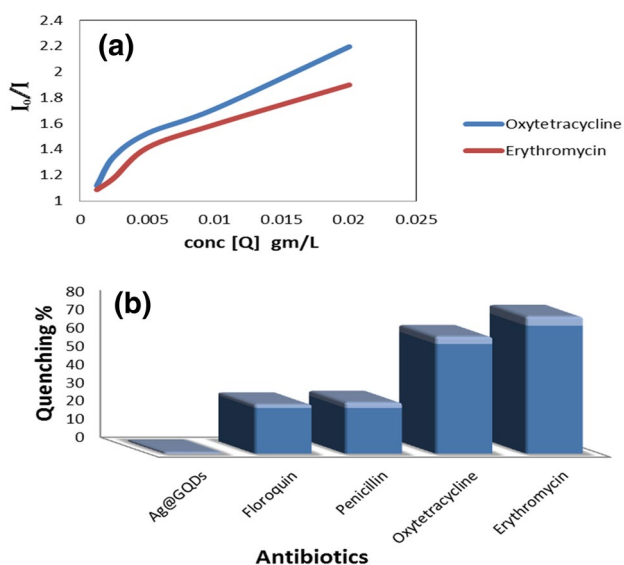 2.4
(a)
2.2
2
1.8
1.6
1.4
1.2
1
I₀/I
0 0.005 0.01 0.015 0.02 0.025
conc [Q] gm/L
Oxytetracycline
Erythromycin
(b)
80
70
60
50
40
30
20
10
0
Quenching %
Ag@GQDs
Floroquin
Penicillin
Oxytetracycline
Erythromycin
Antibiotics